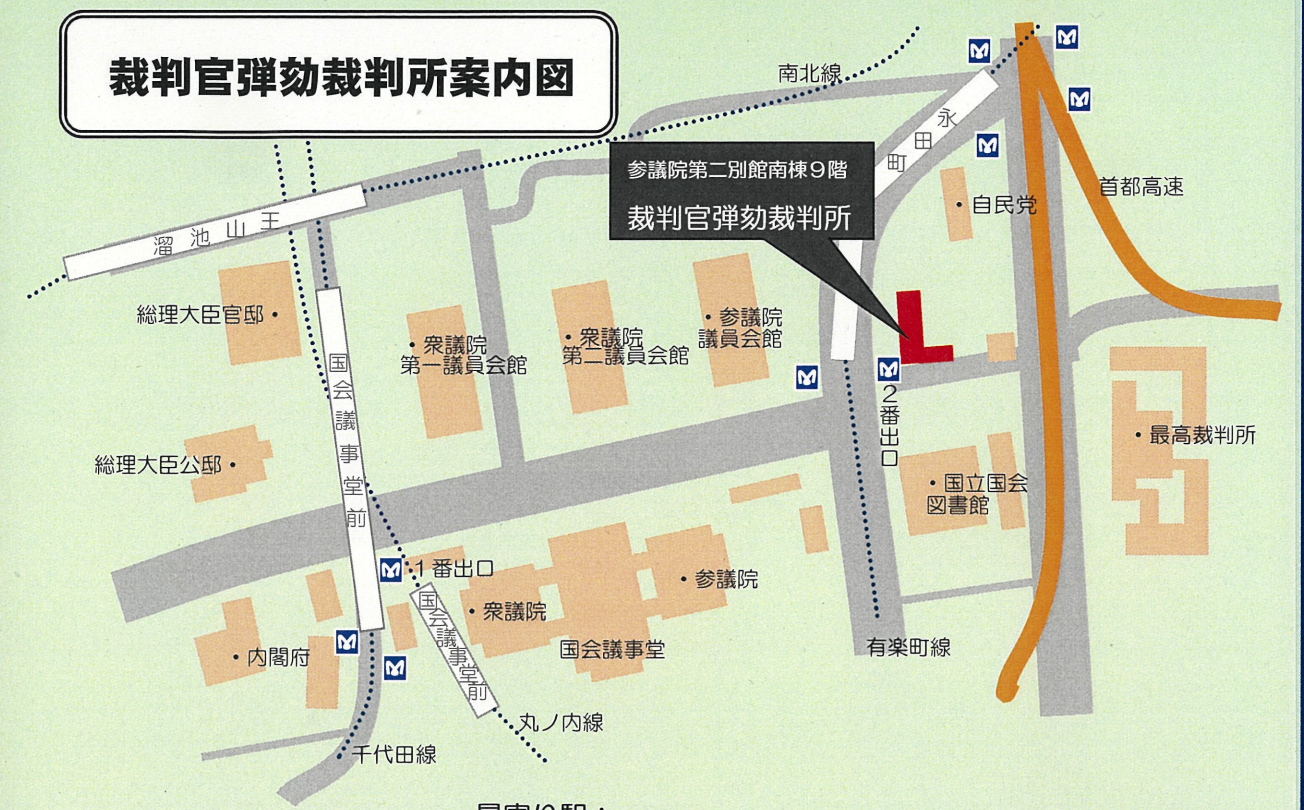 裁判官弾劾裁判所案内図
南北線
永田町
参議院第二別館南棟9階
裁判官弾劾裁判所
自民党
首都高速
溜池山王
総理大臣官邸
国会議事堂前
衆議院
第一議員会館
衆議院
第二議員会館
参議院
議員会館
2番出口
総理大臣公邸
最高裁判所
国立国会
図書館
1番出口
国会議事堂前
衆議院
参議院
国会議事堂
内閣府
有楽町線
丸ノ内線
千代田線